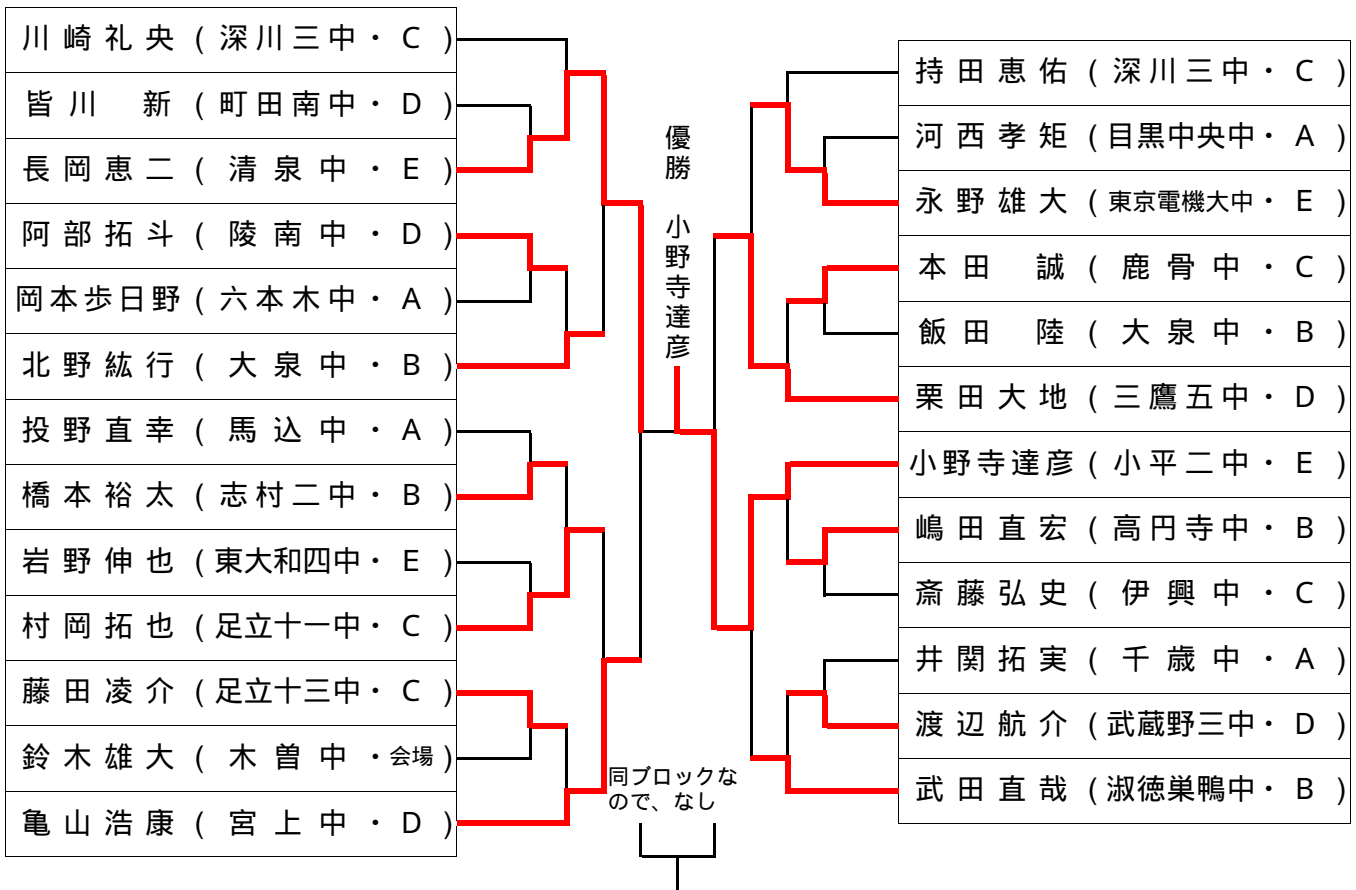 川崎礼央 (深川三中・ C )
皆川 新 (町田南中・ D )
長岡恵二 ( 清泉中 ・ E )
阿部拓斗 ( 陵南中 ・ D )
岡本歩日野 (六本木中・ A )
北野紘行 ( 大泉中 ・ B )
投野直幸 ( 馬込中 ・ A )
橋本裕太 (志村二中・ B )
岩野伸也 (東大和四中・ E )
村岡拓也 (足立十一中・ C )
藤田凌介 (足立十三中・ C )
鈴木雄大 ( 木曽中 ・会場)
亀山浩康 ( 宮上中 ・ D )
優勝 小野寺達彦
同ブロックな
ので、なし
持田恵佑 (深川三中・ C )
河西孝矩 (目黒中央中・ A )
永野雄大 (東京電機大中・ E )
本田 誠 ( 鹿骨中 ・ C )
飯田 陸 ( 大泉中 ・ B )
栗田大地 (三鷹五中・ D )
小野寺達彦 (小平二中・ E )
嶋田直宏 (高円寺中・ B )
斎藤弘史 ( 伊興中 ・ C )
井関拓実 ( 千歳中 ・ A )
渡辺航介 (武蔵野三中・ D )
武田直哉 (淑徳巣鴨中・ B )